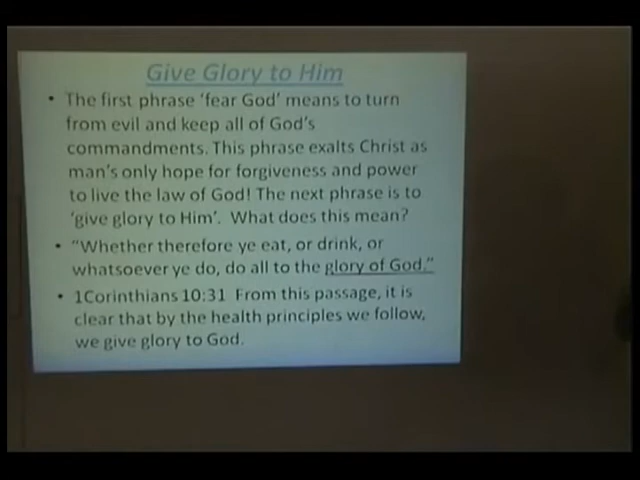 Give Glory to Him
• The first phrase 'fear God' means to turn
from evil and keep all of God's
commandments. This phrase exalts Christ as
man's only hope for forgiveness and power
to live the law of God! The next phrase is to
'give glory to Him'. What does this mean?
• "Whether therefore ye eat, or drink, or
whatsoever ye do, do all to the glory of God."
• 1Corinthians 10:31 From this passage, it is
clear that by the health principles we follow,
we give glory to God.